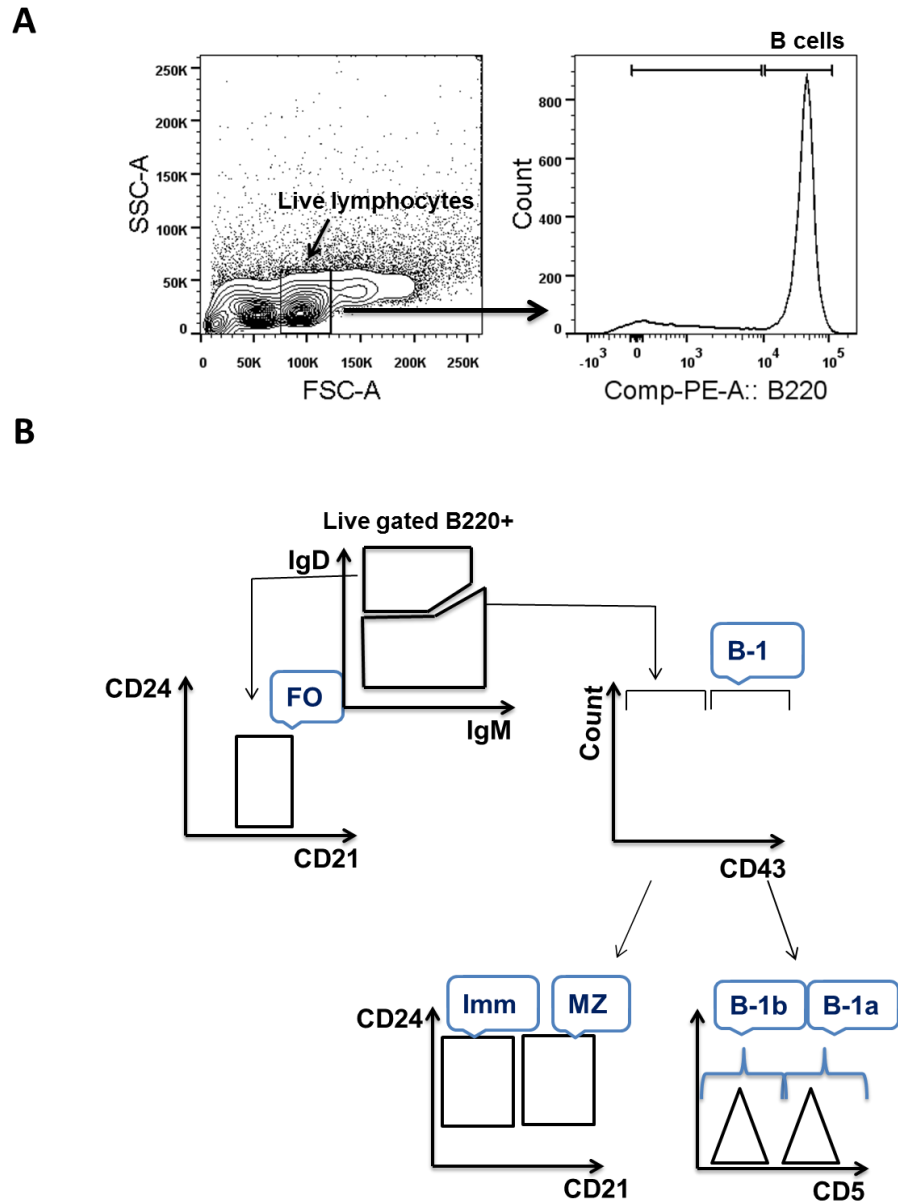 A
B cells
250K
200K
150K
100K
50K
0
SSC-A
Live lymphocytes
0 50K 100K 150K 200K 250K
FSC-A
800
600
400
200
0
Count
-10³ 0 10³ 10⁴ 10⁵
Comp-PE-A:: B220
B
Live gated B220+
IgD
IgM
CD24
FO
CD21
B-1
Count
CD43
CD24
Imm
MZ
CD21
B-1b
B-1a
CD5